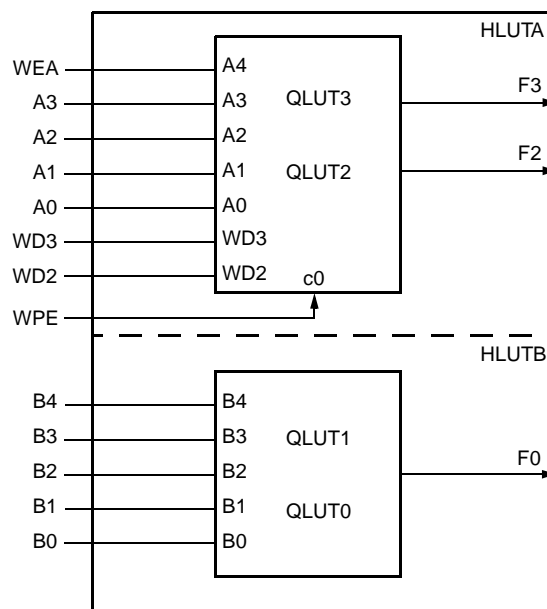 HLUTA
WEA A4
A3 A3 QLUT3 F3
A2 A2
A1 A1 QLUT2 F2
A0 A0
WD3 WD3
WD2 WD2 c0
WPE
HLUTB
B4 B4
B3 B3 QLUT1
B2 B2 F0
B1 B1 QLUT0
B0 B0